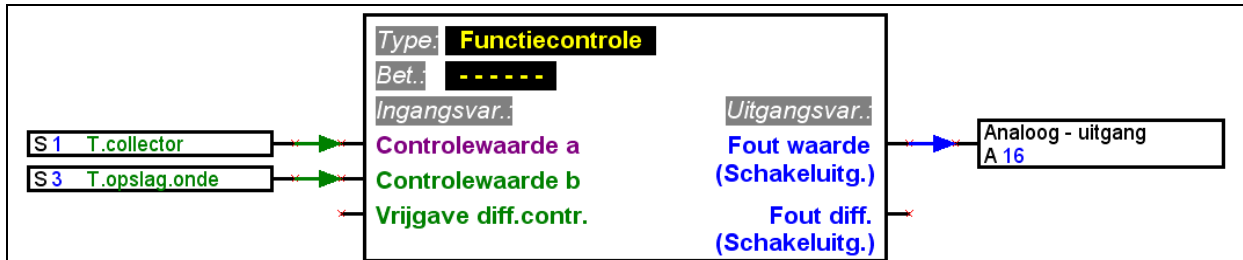 Type: Functiecontrole
Bet.: ------
Ingangsvar.: Uitgangsvar.:
S 1 T.collector Controlewaarde a Fout waarde Analoog - uitgang
S 3 T.opslag.onde Controlewaarde b (Schakeluitg.) A 16
Vrijgave diff.contr. Fout diff.
(Schakeluitg.)